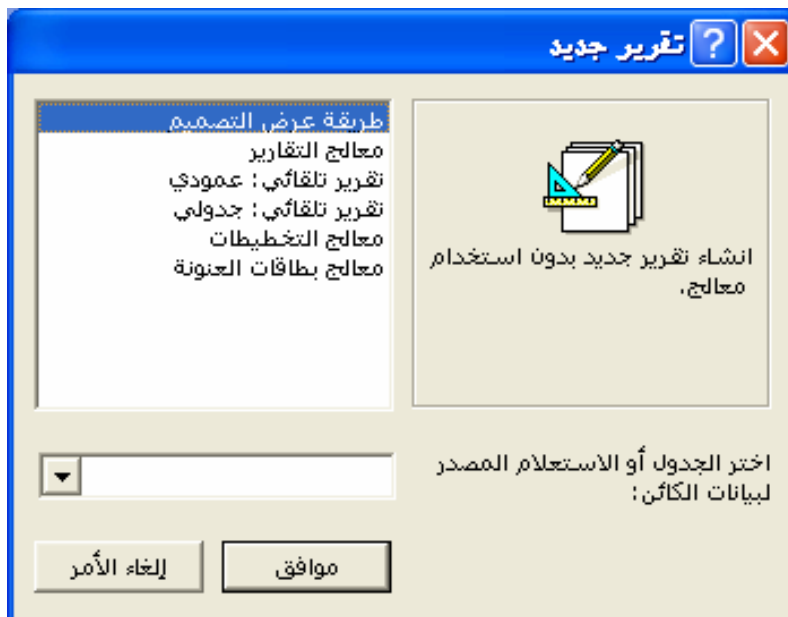 تقرير جديد
انشاء تقرير جديد بدون استخدام
معالج.
طريقة عرض التصميم
معالج التقارير
تقرير تلقائي: عمودي
تقرير تلقائي: جدولي
معالج التخطيطات
معالج بطاقات العنونة
اختر الجدول أو الاستعلام المصدر
لبيانات الكائن:
موافق
إلغاء الأمر